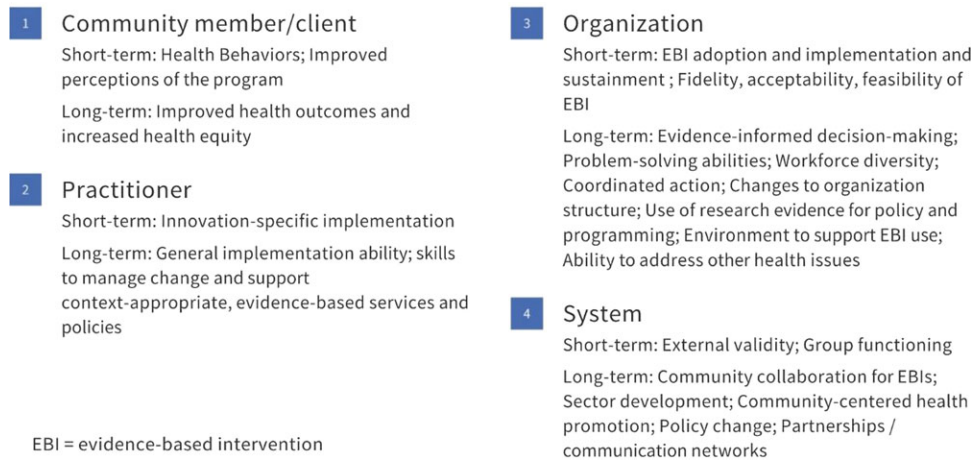 1 Community member/client
Short-term: Health Behaviors; Improved
perceptions of the program
Long-term: Improved health outcomes and
increased health equity
2 Practitioner
Short-term: Innovation-specific implementation
Long-term: General implementation ability; skills
to manage change and support
context-appropriate, evidence-based services and
policies
EBI = evidence-based intervention
3 Organization
Short-term: EBI adoption and implementation and
sustainment ; Fidelity, acceptability, feasibility of
EBI
Long-term: Evidence-informed decision-making;
Problem-solving abilities; Workforce diversity;
Coordinated action; Changes to organization
structure; Use of research evidence for policy and
programming; Environment to support EBI use;
Ability to address other health issues
4 System
Short-term: External validity; Group functioning
Long-term: Community collaboration for EBIs;
Sector development; Community-centered health
promotion; Policy change; Partnerships /
communication networks